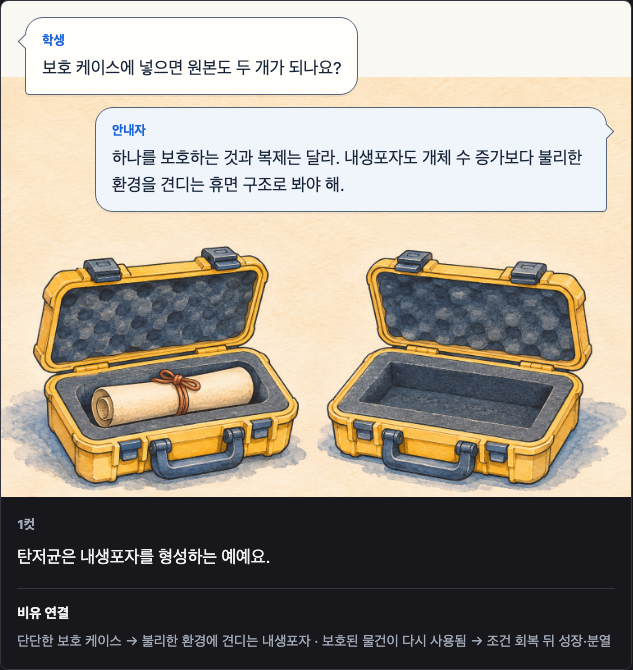 학생
보호 케이스에 넣으면 원본도 두 개가 되나요?
안내자
하나를 보호하는 것과 복제는 달라. 내생포자도 개체 수 증가보다 불리한
환경을 견디는 휴면 구조로 봐야 해.
1컷
탄저균은 내생포자를 형성하는 예예요.
비유 연결
단단한 보호 케이스 → 불리한 환경에 견디는 내생포자 · 보호된 물건이 다시 사용됨 → 조건 회복 뒤 성장·분열